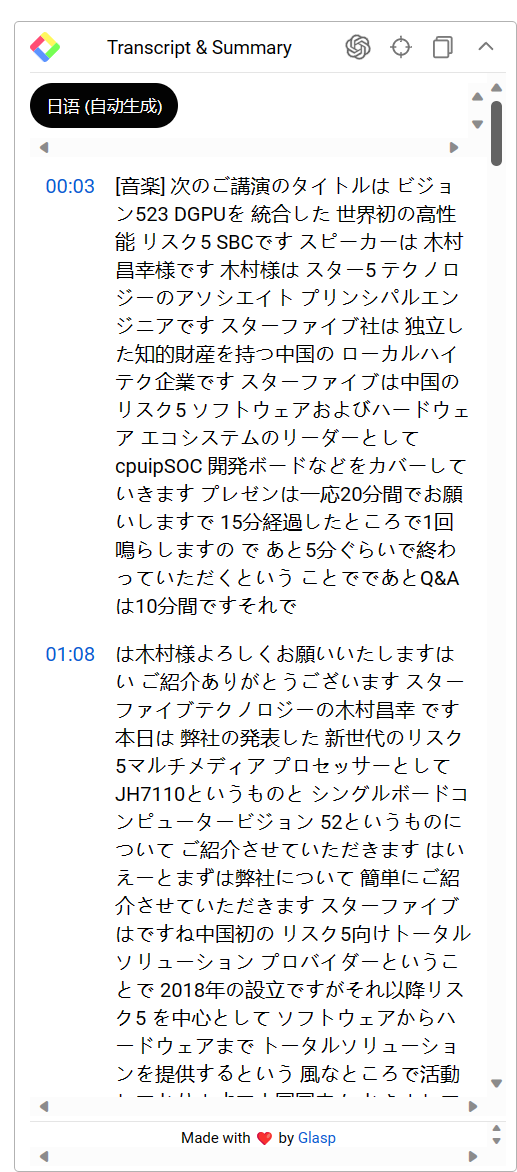 Transcript & Summary
日语 (自动生成)
00:03
[音楽] 次のご講演のタイトルは ビジョ
ン523 DGPUを 統合した 世界初の高性
能 リスク5 SBCです スピーカーは 木村
昌幸様です 木村様は スター5 テクノロ
ジーのアソシエイト プリンシパルエン
ジニアです スターファイブ社は 独立し
た知的財産を持つ中国の ローカルハイ
テク企業です スターファイブは中国の
リスク5 ソフトウェアおよびハードウェ
ア エコシステムのリーダーとして
cpuipSOC 開発ボードなどをカバーして
いきます プレゼンは一応20分間でお願
いしますで 15分経過したところで1回
鳴らしますの で あと5分ぐらいで終わ
っていただくという ことでであとQ&A
は10分間ですそれで
01:08
は木村様よろしくお願いいたしますは
い ご紹介ありがとうございます スター
ファイブテクノロジーの木村昌幸 です
本日は 弊社の発表した 新世代のリスク
5マルチメディア プロセッサーとして
JH7110というものと シングルボードコ
ンピュータービジョン 52というものに
ついて ご紹介させていただきます はい
えーとまずは弊社について 簡単にご紹
介させていただきます スターファイブ
はですね中国初の リスク5向けトータル
ソリューション プロバイダーというこ
とで 2018年の設立ですがそれ以降リス
ク5 を中心として ソフトウェアからハ
ードウェアまで トータルソリューショ
ンを提供するという 風なところで活動
Made with ❤️ by Glasp